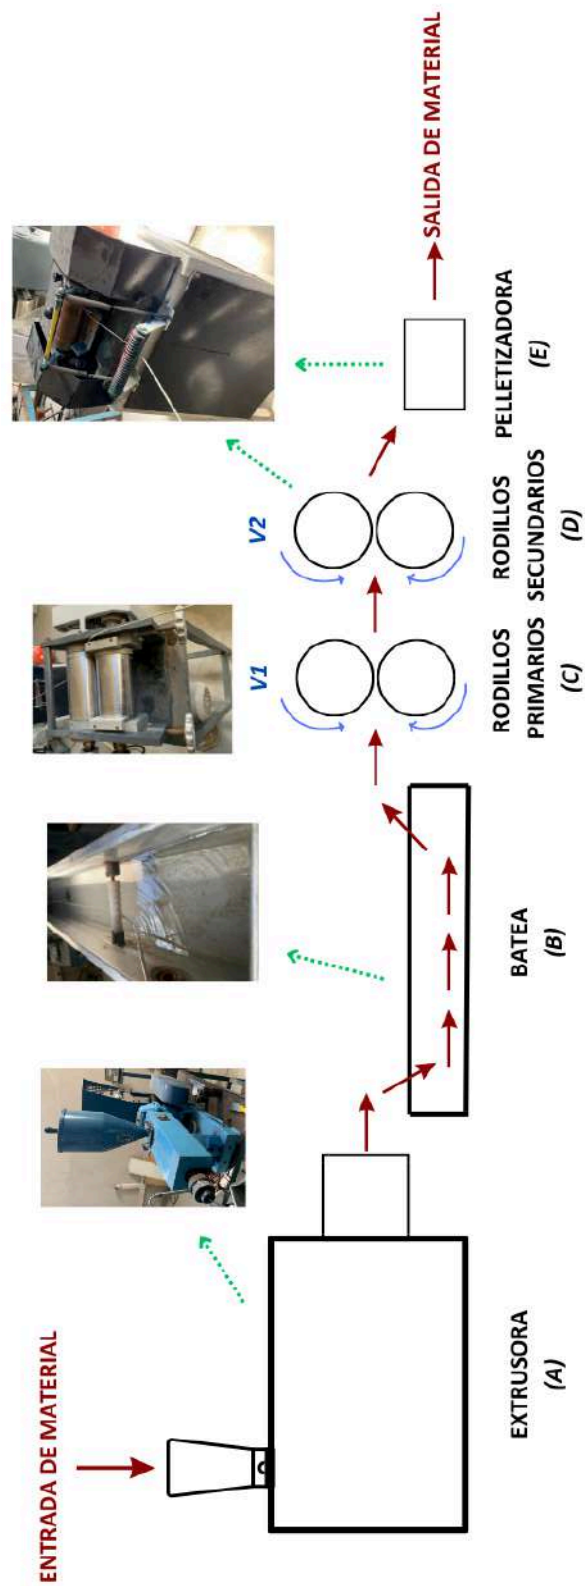 ENTRADA DE MATERIAL
EXTRUSORA
(A)
BATEA
(B)
V1
RODILLOS
PRIMARIOS
(C)
V2
RODILLOS
SECUNDARIOS
(D)
PELLETIZADORA
(E)
SALIDA DE MATERIAL